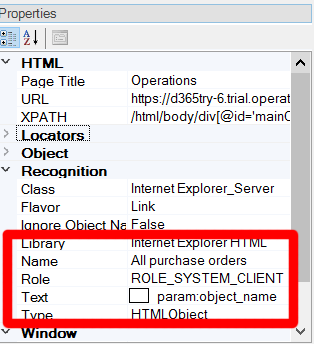 Properties
HTML
Page Title Operations
URL https://d365try-6.trial.operat
XPATH /html/body/div[@id='mainC
Locators
Object
Recognition
Class Internet Explorer_Server
Flavor Link
Ignore Object Na False
Library Internet Explorer HTML
Name All purchase orders
Role ROLE_SYSTEM_CLIENT
Text param:object_name
Type HTMLObject
Window